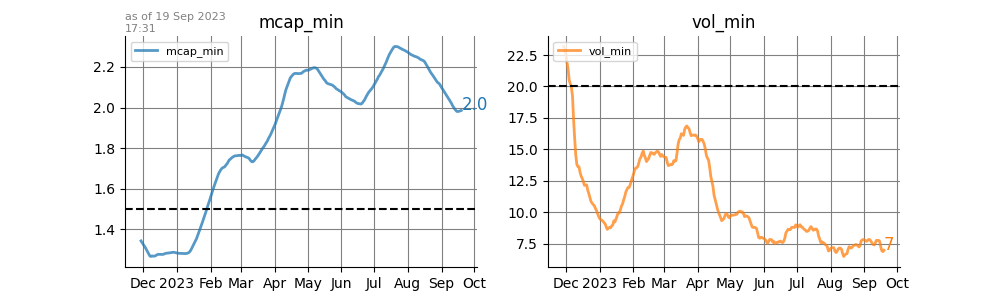 as of 19 Sep 2023
17:31
mcap_min
mcap_min
2.2
2.0
1.8
1.6
1.4
2.0
Dec 2023 Feb Mar Apr May Jun Jul Aug Sep Oct
vol_min
vol_min
22.5
20.0
17.5
15.0
12.5
10.0
7.5
7
Dec 2023 Feb Mar Apr May Jun Jul Aug Sep Oct